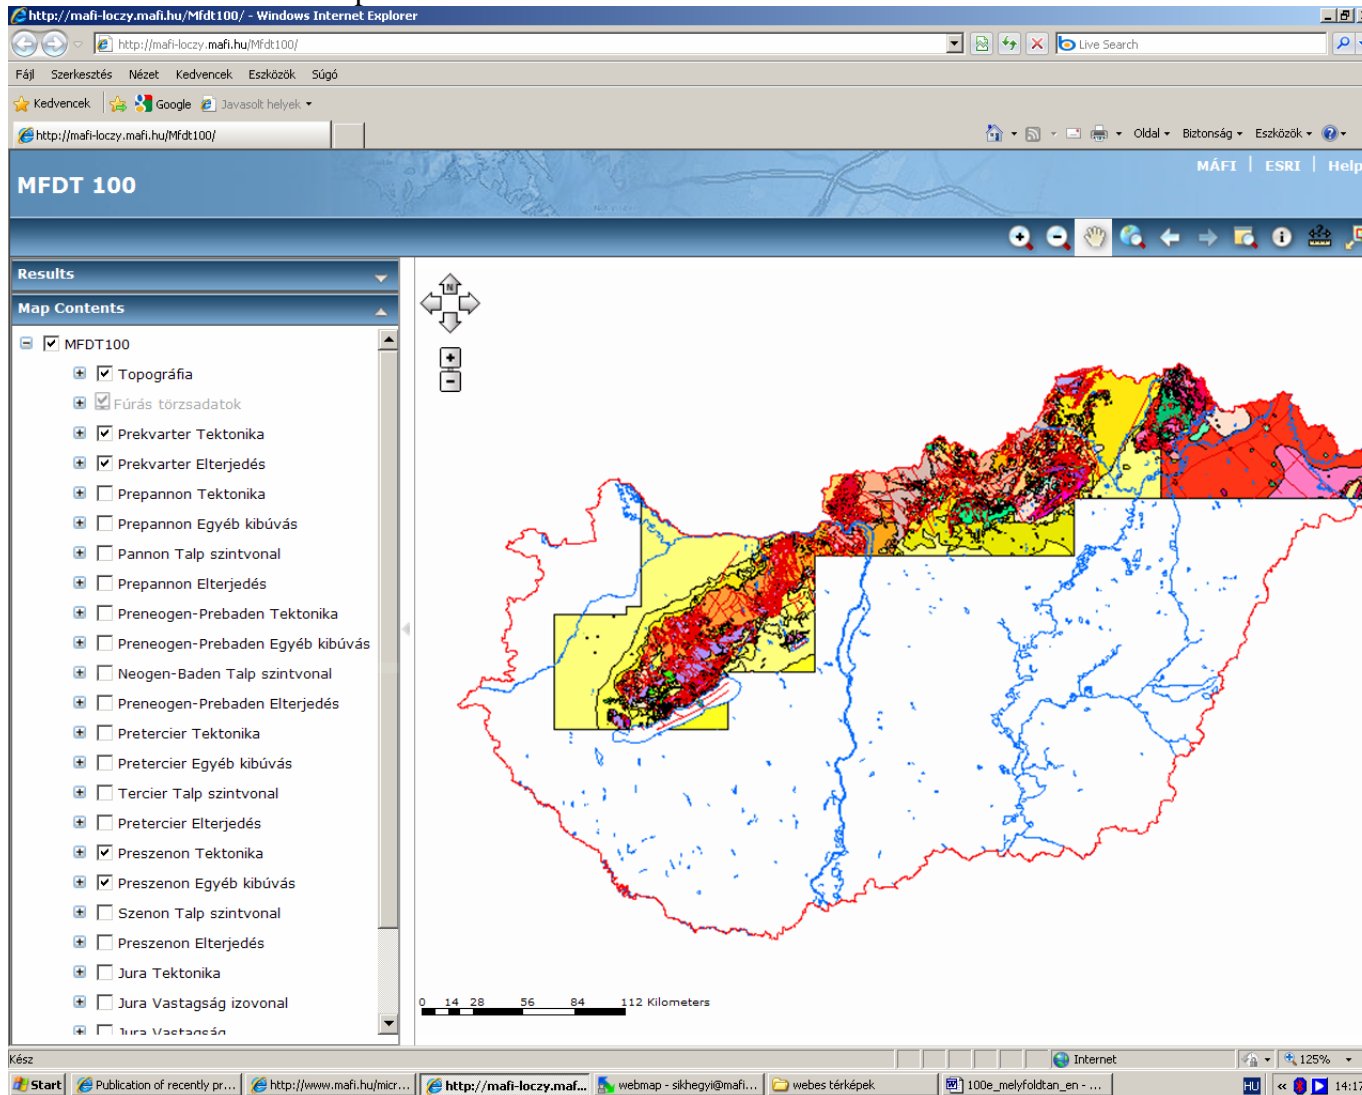 http://mafi-loczy.mafi.hu/Mfdt100/ - Windows Internet Explorer
http://mafi-loczy.mafi.hu/Mfdt100/
Live Search
Fájl Szerkesztés Nézet Kedvencek Eszközök Súgó
Kedvencek Google Javasolt helyek
http://mafi-loczy.mafi.hu/Mfdt100/
Oldal Biztonság Eszközök
MFDT 100
MÁFI | ESRI | Help
Results
Map Contents
N
MFDT100
Topográfia
Fúrás törzsadatok
Prekvarter Tektonika
Prekvarter Elterjedés
Prepannon Tektonika
Prepannon Egyéb kibúvás
Pannon Talp szintvonal
Prepannon Elterjedés
Preneogen-Prebaden Tektonika
Preneogen-Prebaden Egyéb kibúvás
Neogen-Baden Talp szintvonal
Preneogen-Prebaden Elterjedés
Pretercier Tektonika
Pretercier Egyéb kibúvás
Tercier Talp szintvonal
Pretercier Elterjedés
Preszenon Tektonika
Preszenon Egyéb kibúvás
Szenon Talp szintvonal
Preszenon Elterjedés
Jura Tektonika
Jura Vastagság izovonal
Jura Vastagság
0 14 28 56 84 112 Kilometers
Kész
Internet
125%
Start
Publication of recently pr...
http://www.mafi.hu/micr...
http://mafi-loczy.maf...
webmap - sikhegyi@mafi...
webes térképek
100e_melyfoldtan_en - ...
HU
14:17